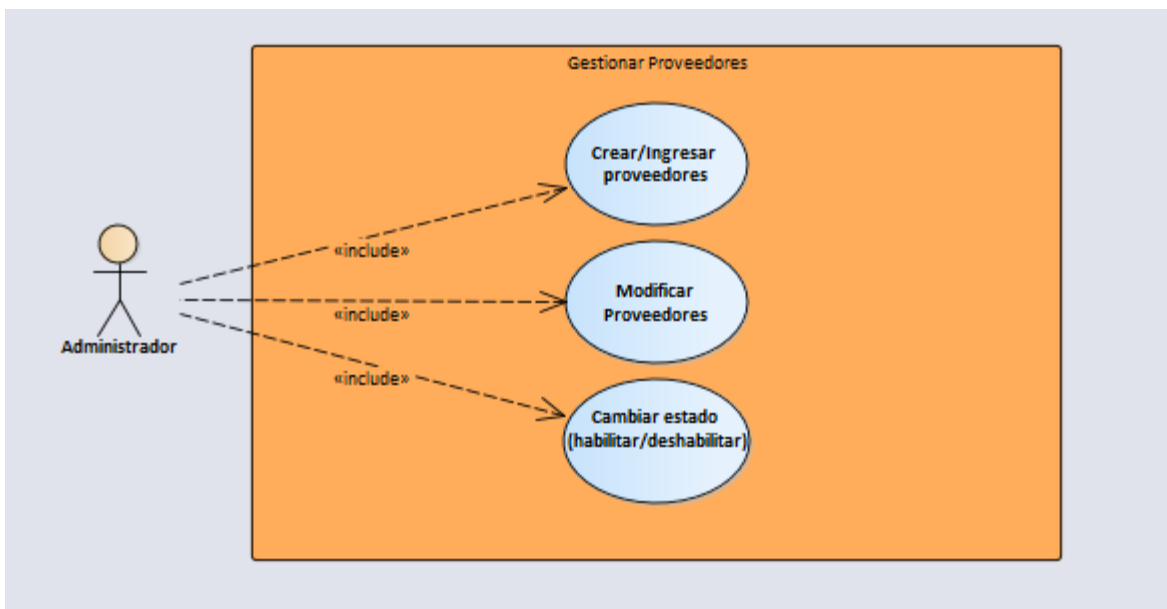 Gestionar Proveedores
Crear/Ingresar
proveedores
«include»
Modificar
Proveedores
«include»
Administrador
«include»
Cambiar estado
(habilitar/deshabilitar)